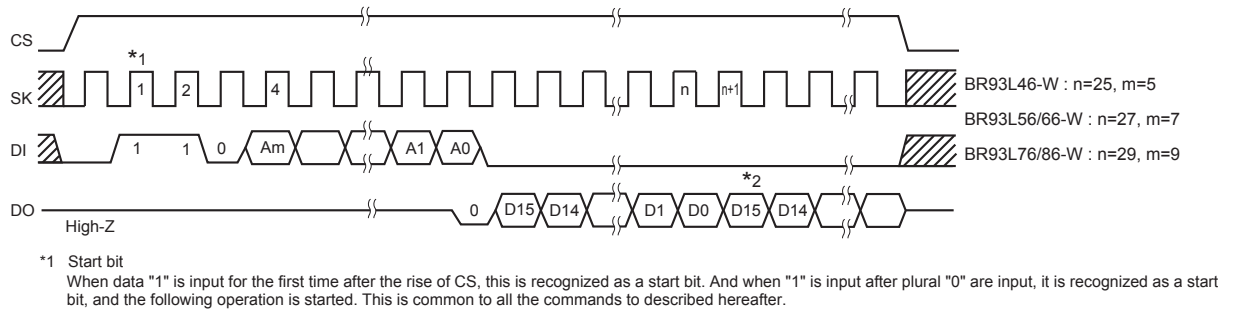 CS
*1
SK 1 2 4 n n+1
BR93L46-W : n=25, m=5
BR93L56/66-W : n=27, m=7
DI 1 1 0 Am A1 A0
BR93L76/86-W : n=29, m=9
*2
DO 0 D15 D14 D1 D0 D15 D14
High-Z
*1 Start bit
When data "1" is input for the first time after the rise of CS, this is recognized as a start bit. And when "1" is input after plural "0" are input, it is recognized as a start
bit, and the following operation is started. This is common to all the commands to described hereafter.